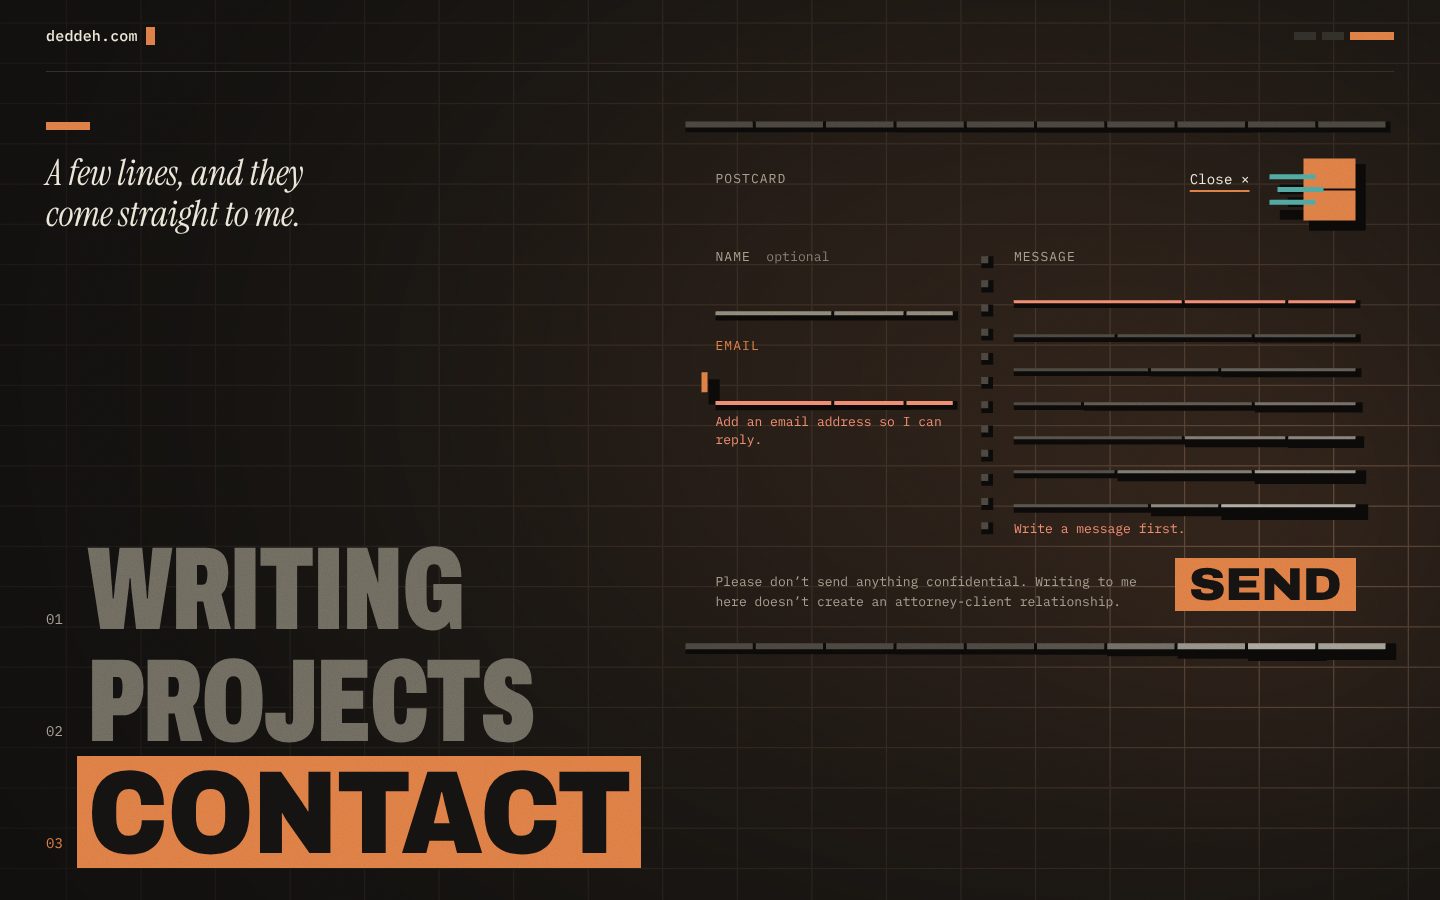 deddeh.com
A few lines, and they
come straight to me.
POSTCARD
Close ×
NAME optional
EMAIL
Add an email address so I can
reply.
MESSAGE
Write a message first.
Please don’t send anything confidential. Writing to me
here doesn’t create an attorney-client relationship.
SEND
01 WRITING
02 PROJECTS
03 CONTACT